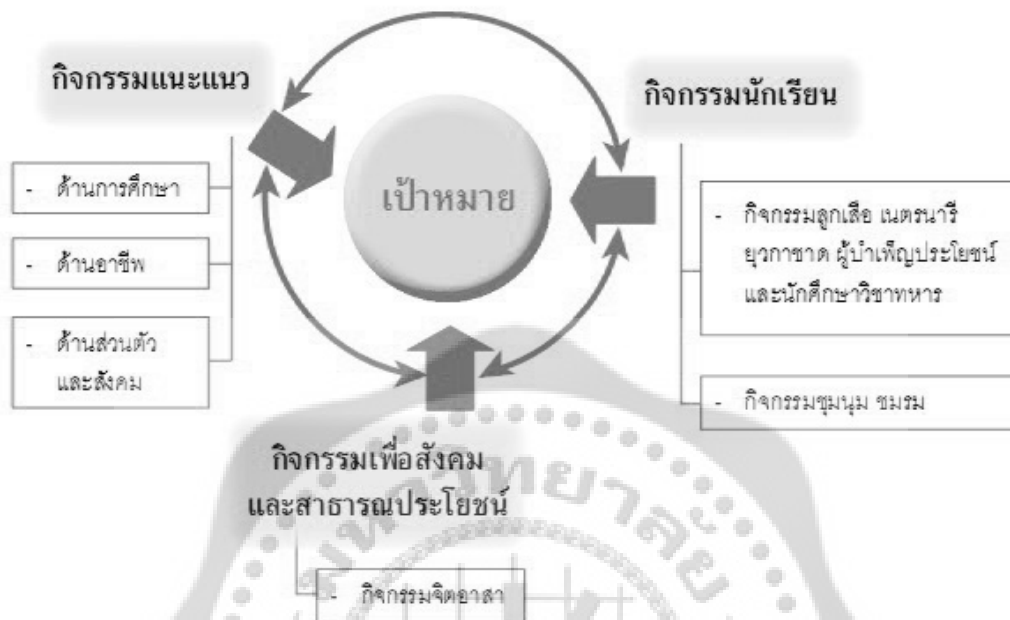 กิจกรรมแนะแนว
- ด้านการศึกษา
- ด้านอาชีพ
- ด้านส่วนตัว
และสังคม
เป้าหมาย
กิจกรรมนักเรียน
- กิจกรรมลูกเสือ เนตรนารี
ยุวกาชาด ผู้บำเพ็ญประโยชน์
และนักศึกษาวิชาทหาร
- กิจกรรมชุมนุม ชมรม
กิจกรรมเพื่อสังคม
และสาธารณประโยชน์
- กิจกรรมจิตอาสา